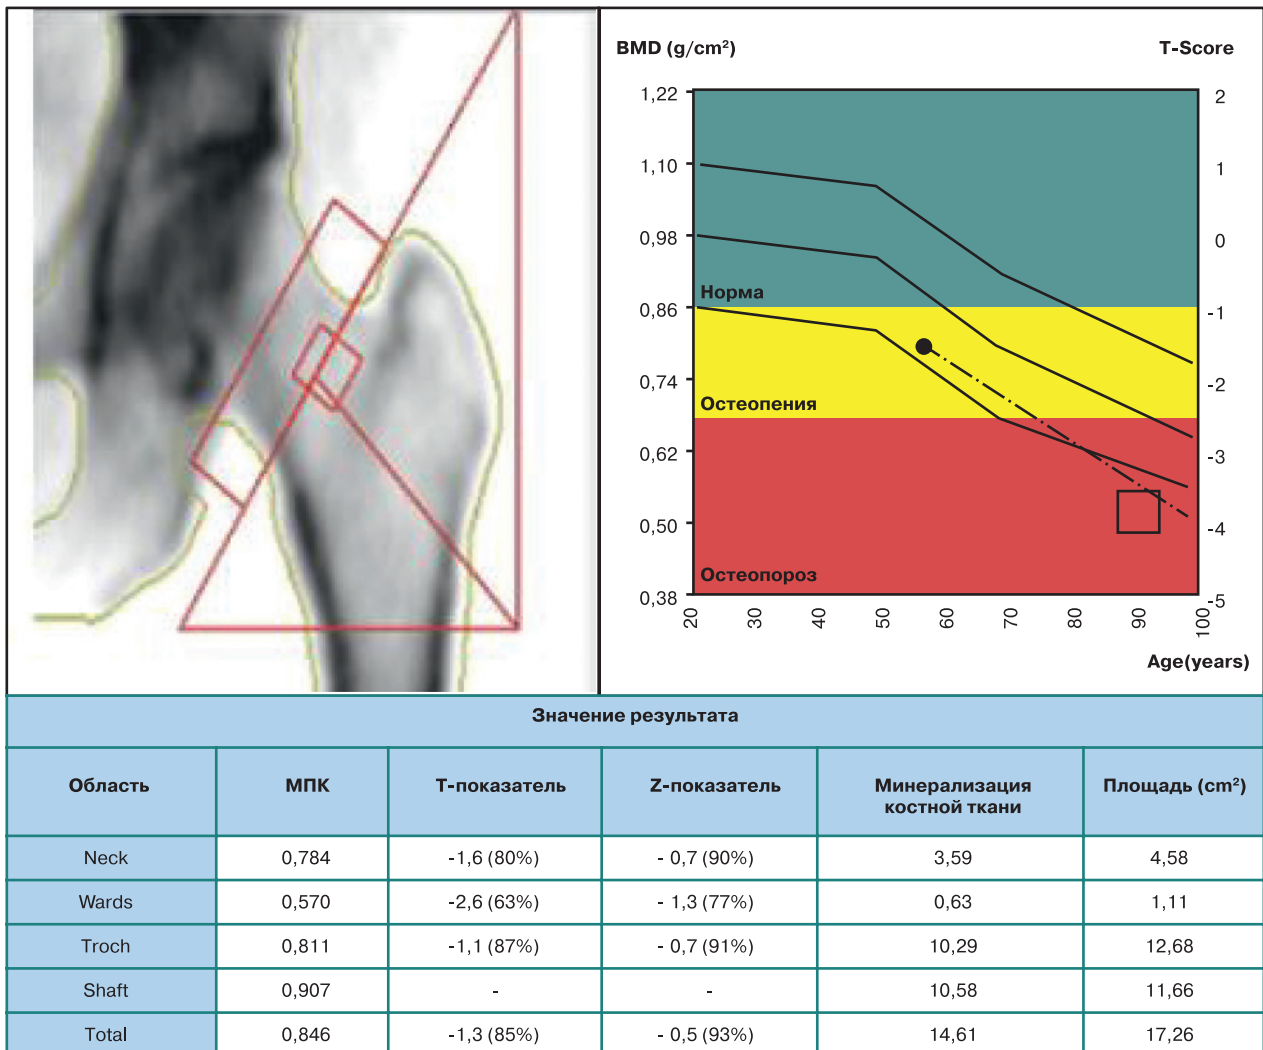 BMD (g/cm²) T-Score
1,22 2
1,10 1
0,98 0
0,86 -1
0,74 -2
0,62 -3
0,50 -4
0,38 -5
Норма
Остеопения
Остеопороз
20 30 40 50 60 70 80 90 100
Age(years)
Значение результата
Область МПК Т-показатель Z-показатель Минерализация костной ткани Площадь (cm²)
Neck 0,784 -1,6 (80%) - 0,7 (90%) 3,59 4,58
Wards 0,570 -2,6 (63%) - 1,3 (77%) 0,63 1,11
Troch 0,811 -1,1 (87%) - 0,7 (91%) 10,29 12,68
Shaft 0,907 - - 10,58 11,66
Total 0,846 -1,3 (85%) - 0,5 (93%) 14,61 17,26